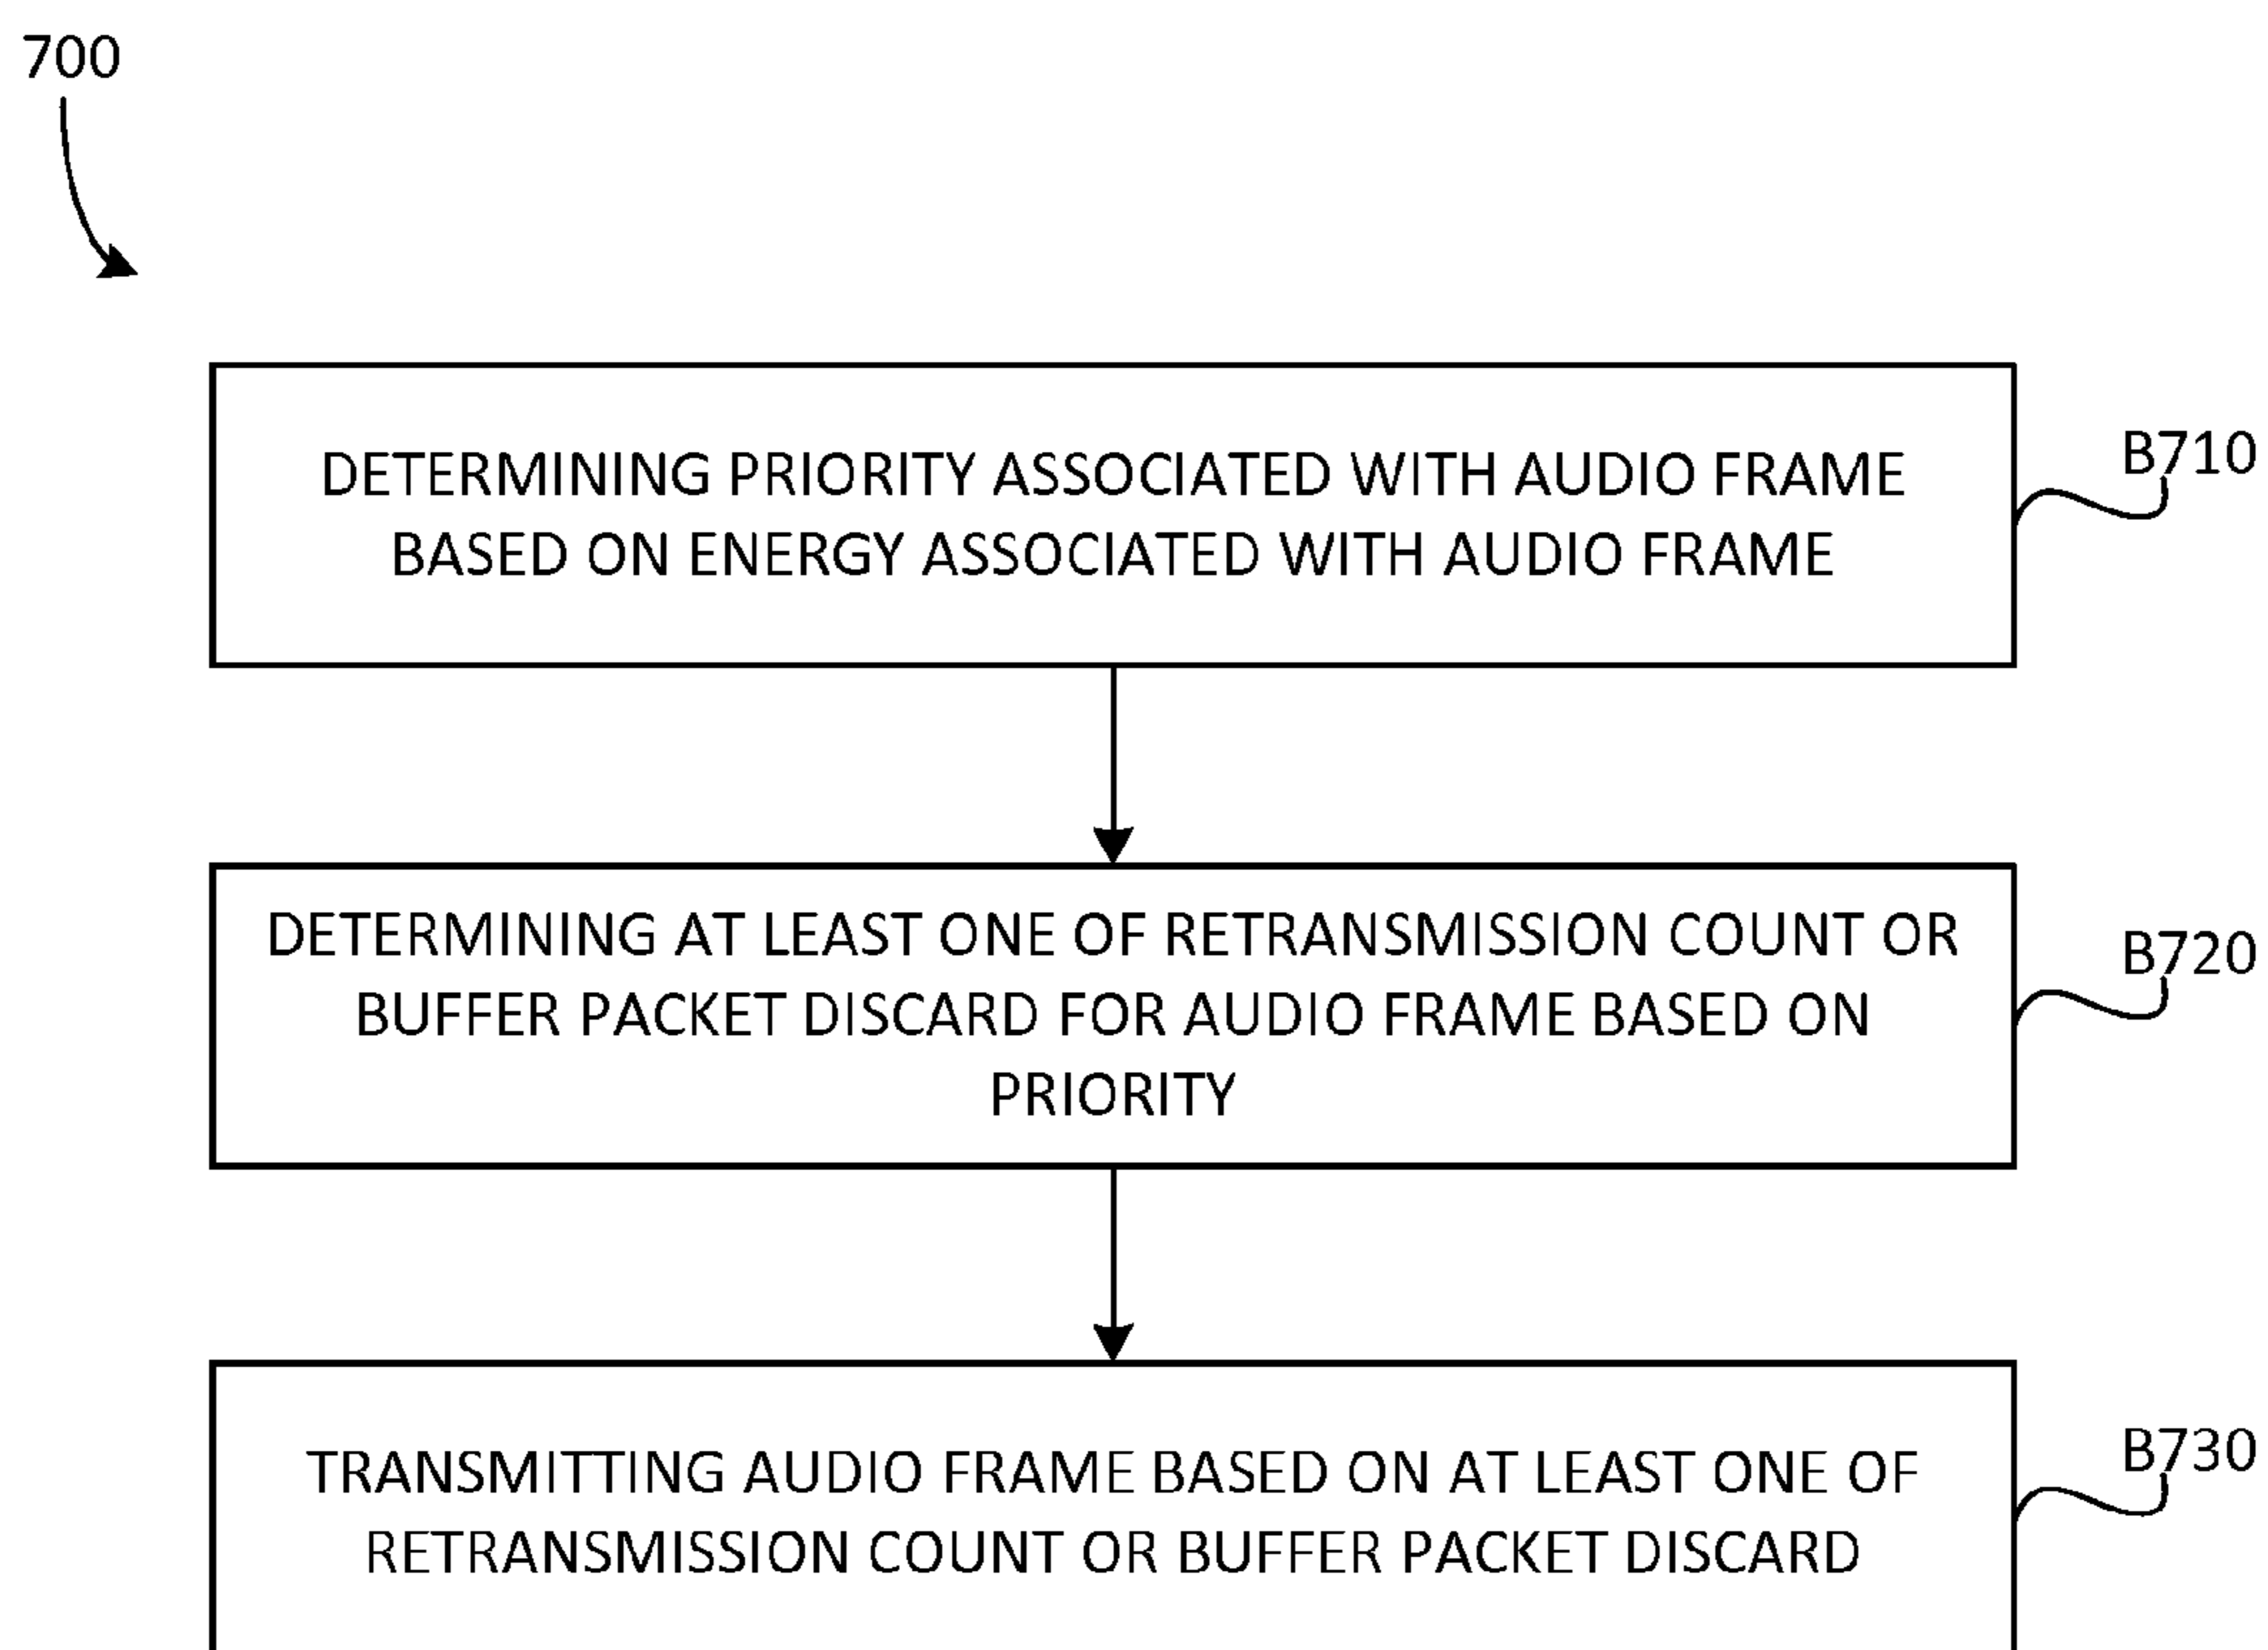 700
DETERMINING PRIORITY ASSOCIATED WITH AUDIO FRAME
BASED ON ENERGY ASSOCIATED WITH AUDIO FRAME
B710
DETERMINING AT LEAST ONE OF RETRANSMISSION COUNT OR
BUFFER PACKET DISCARD FOR AUDIO FRAME BASED ON
PRIORITY
B720
TRANSMITTING AUDIO FRAME BASED ON AT LEAST ONE OF
RETRANSMISSION COUNT OR BUFFER PACKET DISCARD
B730